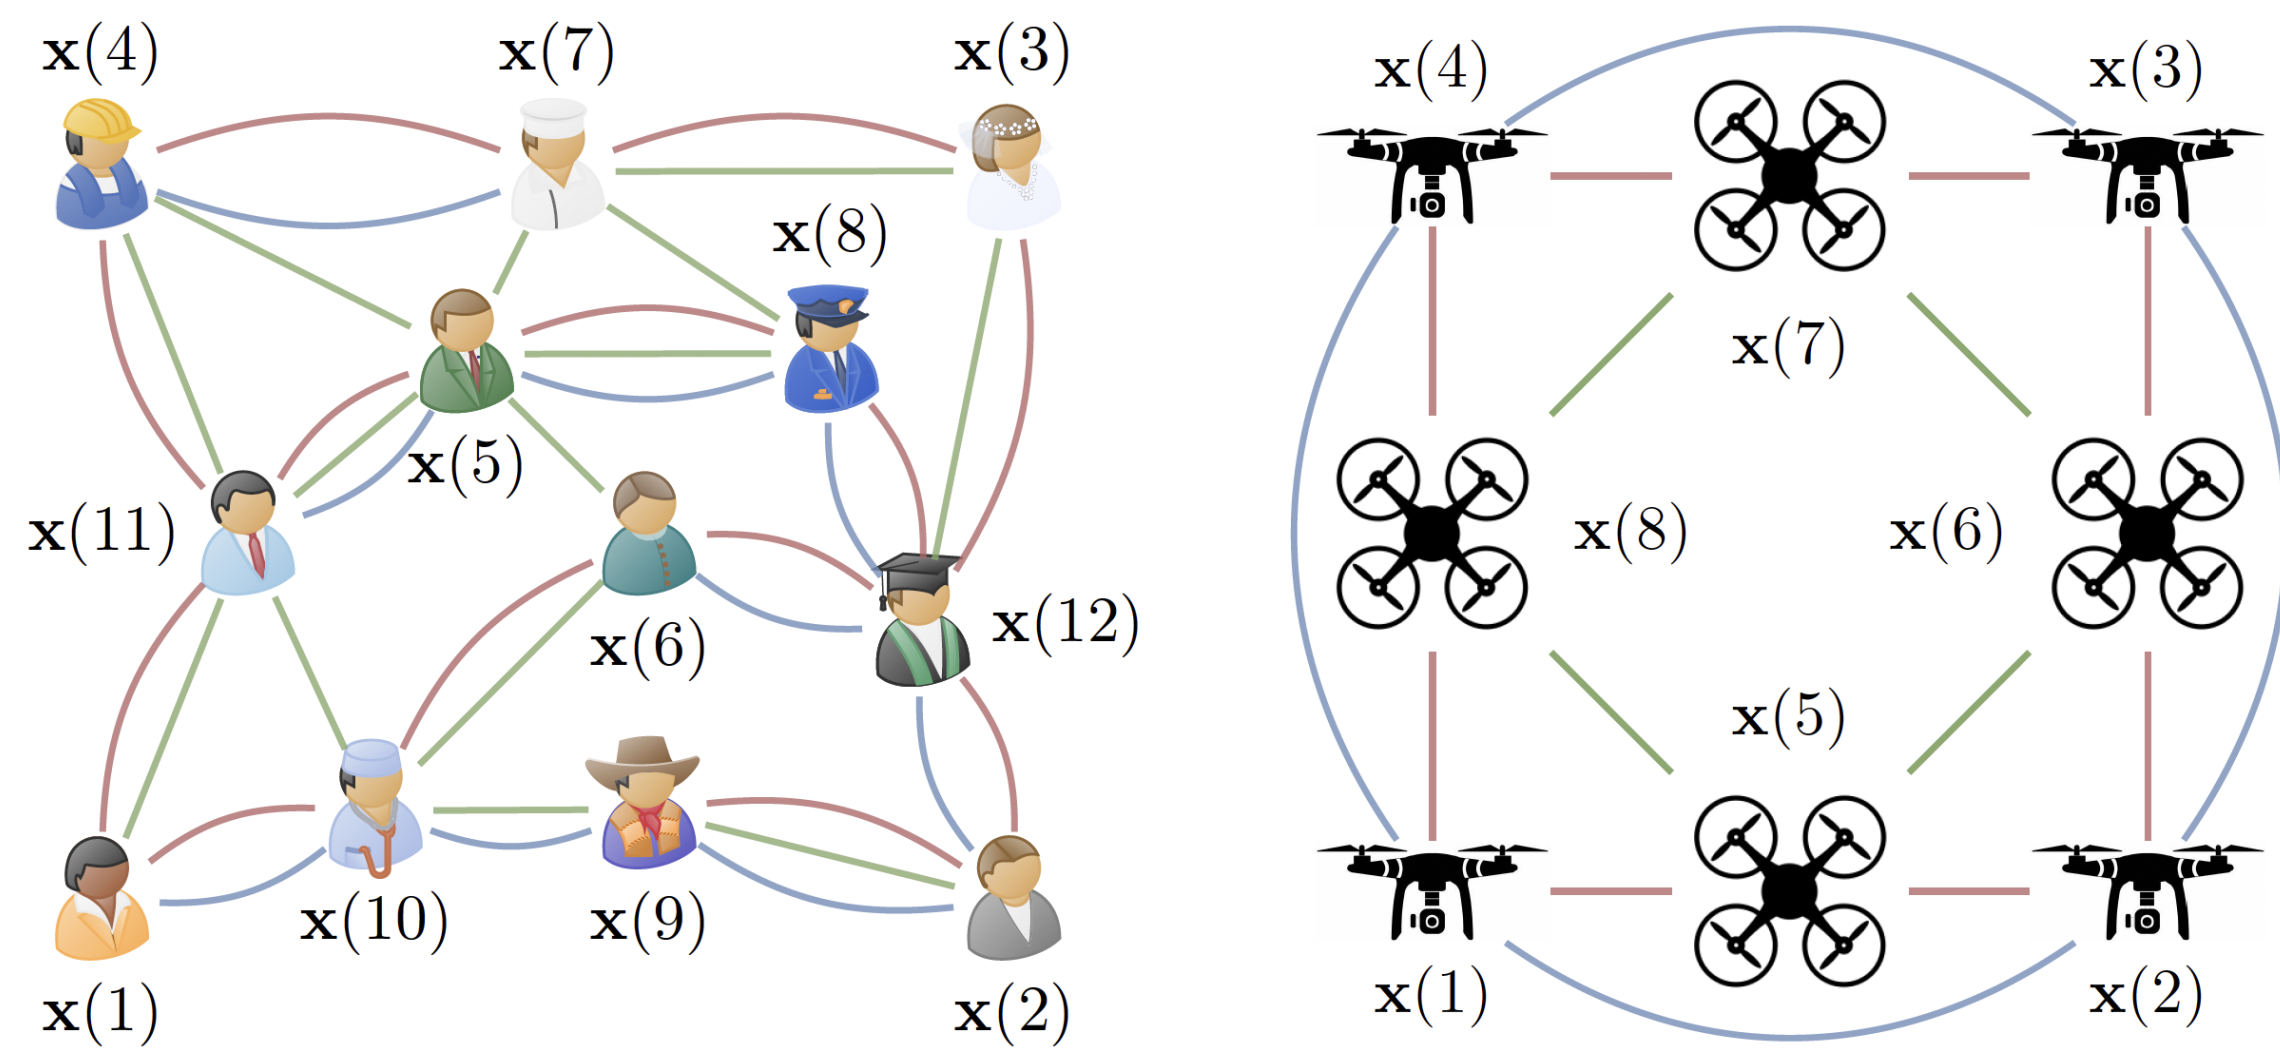 x(4)
x(7)
x(3)
x(8)
x(5)
x(11)
x(6)
x(12)
x(10)
x(9)
x(1)
x(2)
x(4)
x(3)
x(7)
x(8)
x(6)
x(5)
x(1)
x(2)